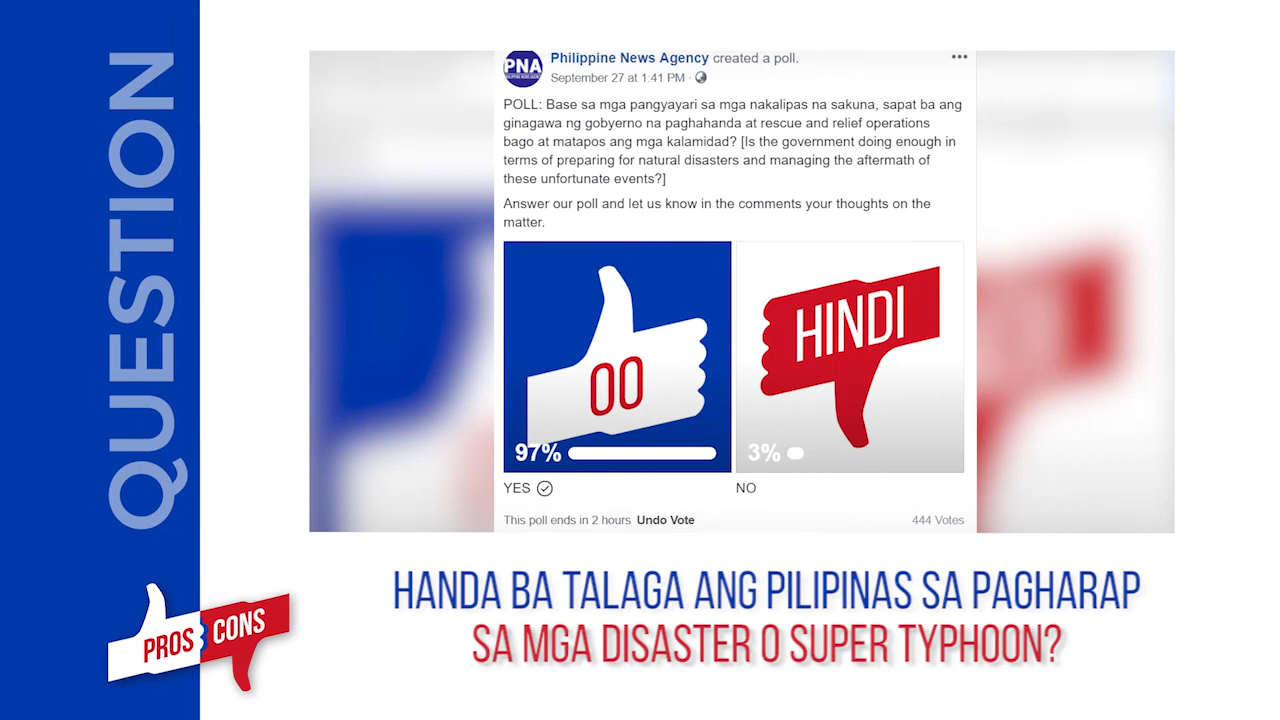 QUESTION
PNA
PHILIPPINE NEWS AGENCY
Philippine News Agency created a poll.
September 27 at 1:41 PM ·
POLL: Base sa mga pangyayari sa mga nakalipas na sakuna, sapat ba ang
ginagawa ng gobyerno na paghahanda at rescue and relief operations
bago at matapos ang mga kalamidad? [Is the government doing enough in
terms of preparing for natural disasters and managing the aftermath of
these unfortunate events?]
Answer our poll and let us know in the comments your thoughts on the
matter.
OO
HINDI
97%
3%
YES
NO
This poll ends in 2 hours Undo Vote
444 Votes
PROS
CONS
HANDA BA TALAGA ANG PILIPINAS SA PAGHARAP
SA MGA DISASTER O SUPER TYPHOON?